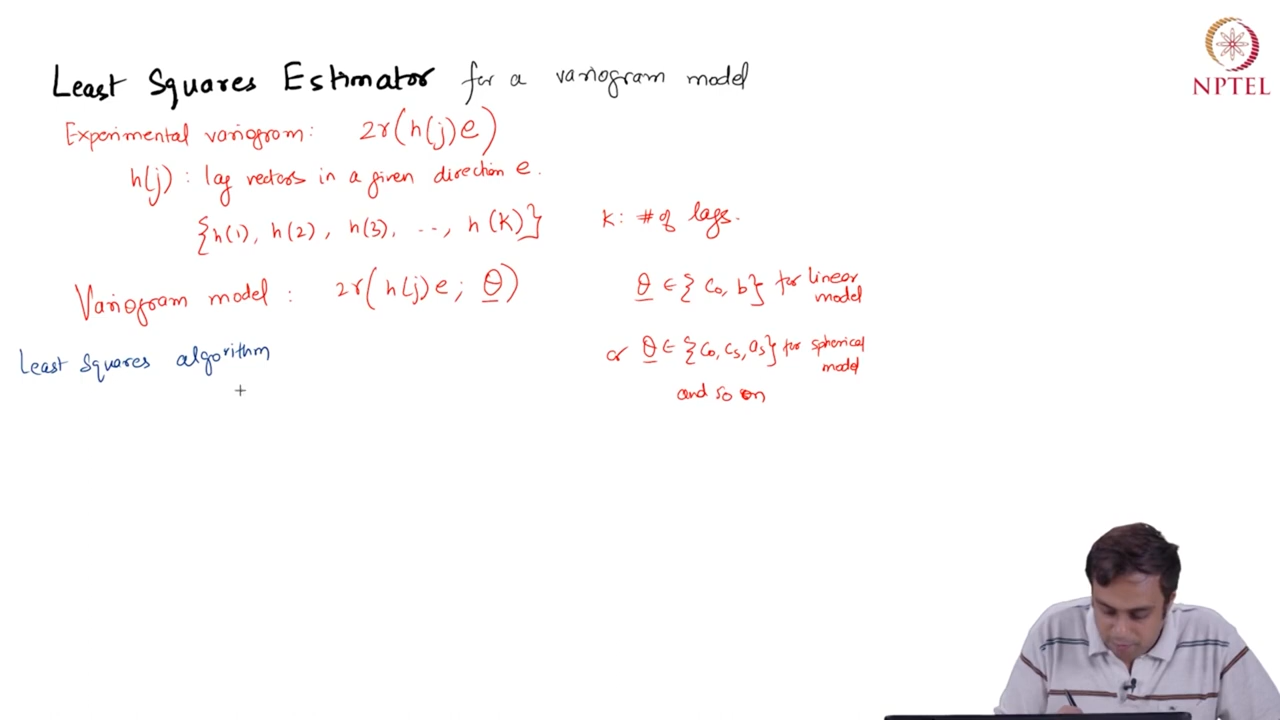 Least Squares Estimator for a variogram model
Experimental variogram: 2γ(h(j)e)
h(j) : lag vectors in a given direction e.
{h(1), h(2), h(3), ..., h(K)} K: # of lags.
Variogram model : 2γ(h(j)e; θ) θ ∈ {c₀, b} for linear model
Least Squares algorithm
or θ ∈ {c₀, cₛ, aₛ} for spherical model
and so on
NPTEL